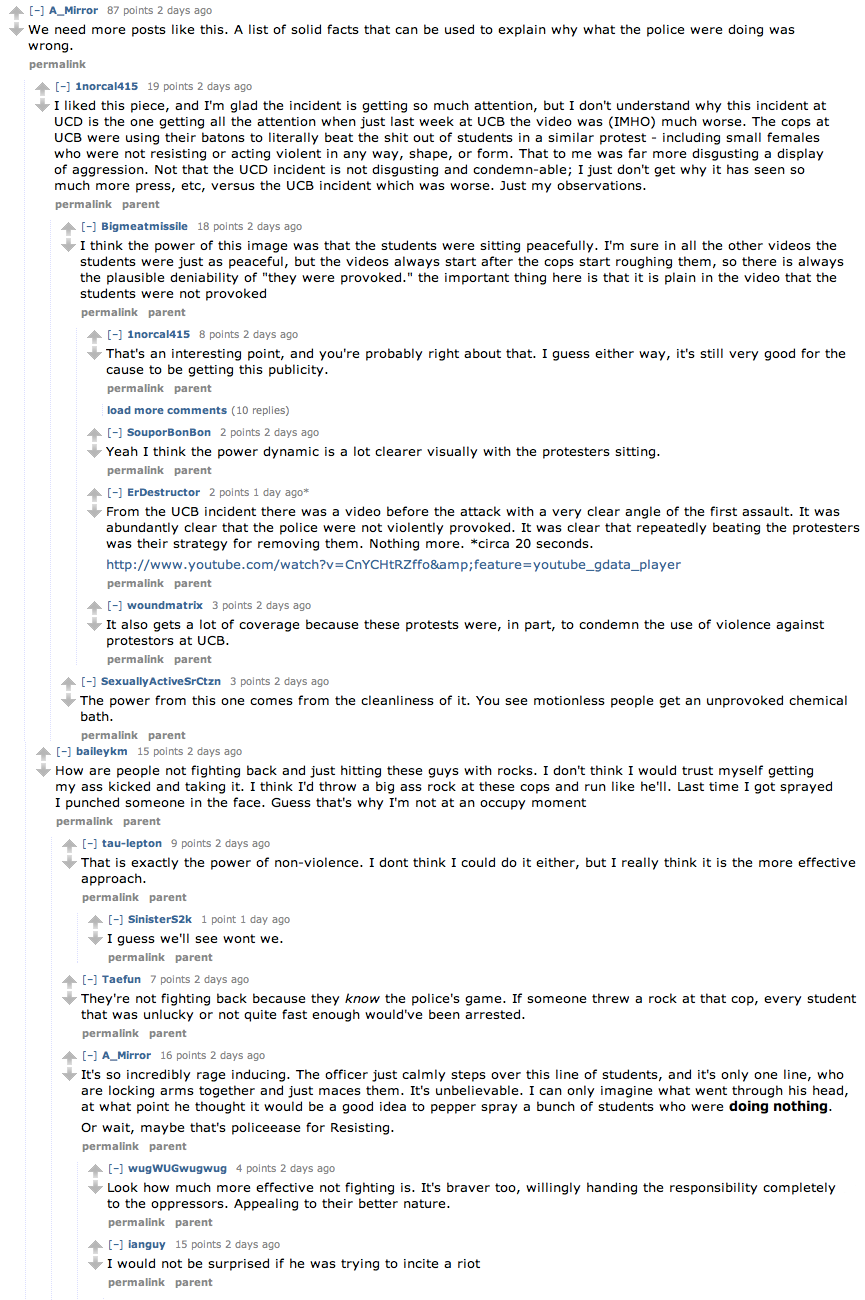 [–] A_Mirror 87 points 2 days ago
We need more posts like this. A list of solid facts that can be used to explain why what the police were doing was
wrong.
permalink
[–] 1norcal415 19 points 2 days ago
I liked this piece, and I'm glad the incident is getting so much attention, but I don't understand why this incident at
UCD is the one getting all the attention when just last week at UCB the video was (IMHO) much worse. The cops at
UCB were using their batons to literally beat the shit out of students in a similar protest - including small females
who were not resisting or acting violent in any way, shape, or form. That to me was far more disgusting a display
of aggression. Not that the UCD incident is not disgusting and condemn-able; I just don't get why it has seen so
much more press, etc, versus the UCB incident which was worse. Just my observations.
permalink parent
[–] Bigmeatmissile 18 points 2 days ago
I think the power of this image was that the students were sitting peacefully. I'm sure in all the other videos the
students were just as peaceful, but the videos always start after the cops start roughing them, so there is always
the plausible deniability of "they were provoked." the important thing here is that it is plain in the video that the
students were not provoked
permalink parent
[–] 1norcal415 8 points 2 days ago
That's an interesting point, and you're probably right about that. I guess either way, it's still very good for the
cause to be getting this publicity.
permalink parent
load more comments (10 replies)
[–] SouporBonBon 2 points 2 days ago
Yeah I think the power dynamic is a lot clearer visually with the protesters sitting.
permalink parent
[–] ErDestructor 2 points 1 day ago*
From the UCB incident there was a video before the attack with a very clear angle of the first assault. It was
abundantly clear that the police were not violently provoked. It was clear that repeatedly beating the protesters
was their strategy for removing them. Nothing more. *circa 20 seconds.
http://www.youtube.com/watch?v=CnYCHtRZffo&amp;feature=youtube_gdata_player
permalink parent
[–] woundmatrix 3 points 2 days ago
It also gets a lot of coverage because these protests were, in part, to condemn the use of violence against
protestors at UCB.
permalink parent
[–] SexuallyActiveSrCtzn 3 points 2 days ago
The power from this one comes from the cleanliness of it. You see motionless people get an unprovoked chemical
bath.
permalink parent
[–] baileykm 15 points 2 days ago
How are people not fighting back and just hitting these guys with rocks. I don't think I would trust myself getting
my ass kicked and taking it. I think I'd throw a big ass rock at these cops and run like he'll. Last time I got sprayed
I punched someone in the face. Guess that's why I'm not at an occupy moment
permalink parent
[–] tau-lepton 9 points 2 days ago
That is exactly the power of non-violence. I dont think I could do it either, but I really think it is the more effective
approach.
permalink parent
[–] SinisterS2k 1 point 1 day ago
I guess we'll see wont we.
permalink parent
[–] Taefun 7 points 2 days ago
They're not fighting back because they know the police's game. If someone threw a rock at that cop, every student
that was unlucky or not quite fast enough would've been arrested.
permalink parent
[–] A_Mirror 16 points 2 days ago
It's so incredibly rage inducing. The officer just calmly steps over this line of students, and it's only one line, who
are locking arms together and just maces them. It's unbelievable. I can only imagine what went through his head,
at what point he thought it would be a good idea to pepper spray a bunch of students who were doing nothing.
Or wait, maybe that's policeease for Resisting.
permalink parent
[–] wugWUGwugwug 4 points 2 days ago
Look how much more effective not fighting is. It's braver too, willingly handing the responsibility completely
to the oppressors. Appealing to their better nature.
permalink parent
[–] ianguy 15 points 2 days ago
I would not be surprised if he was trying to incite a riot
permalink parent